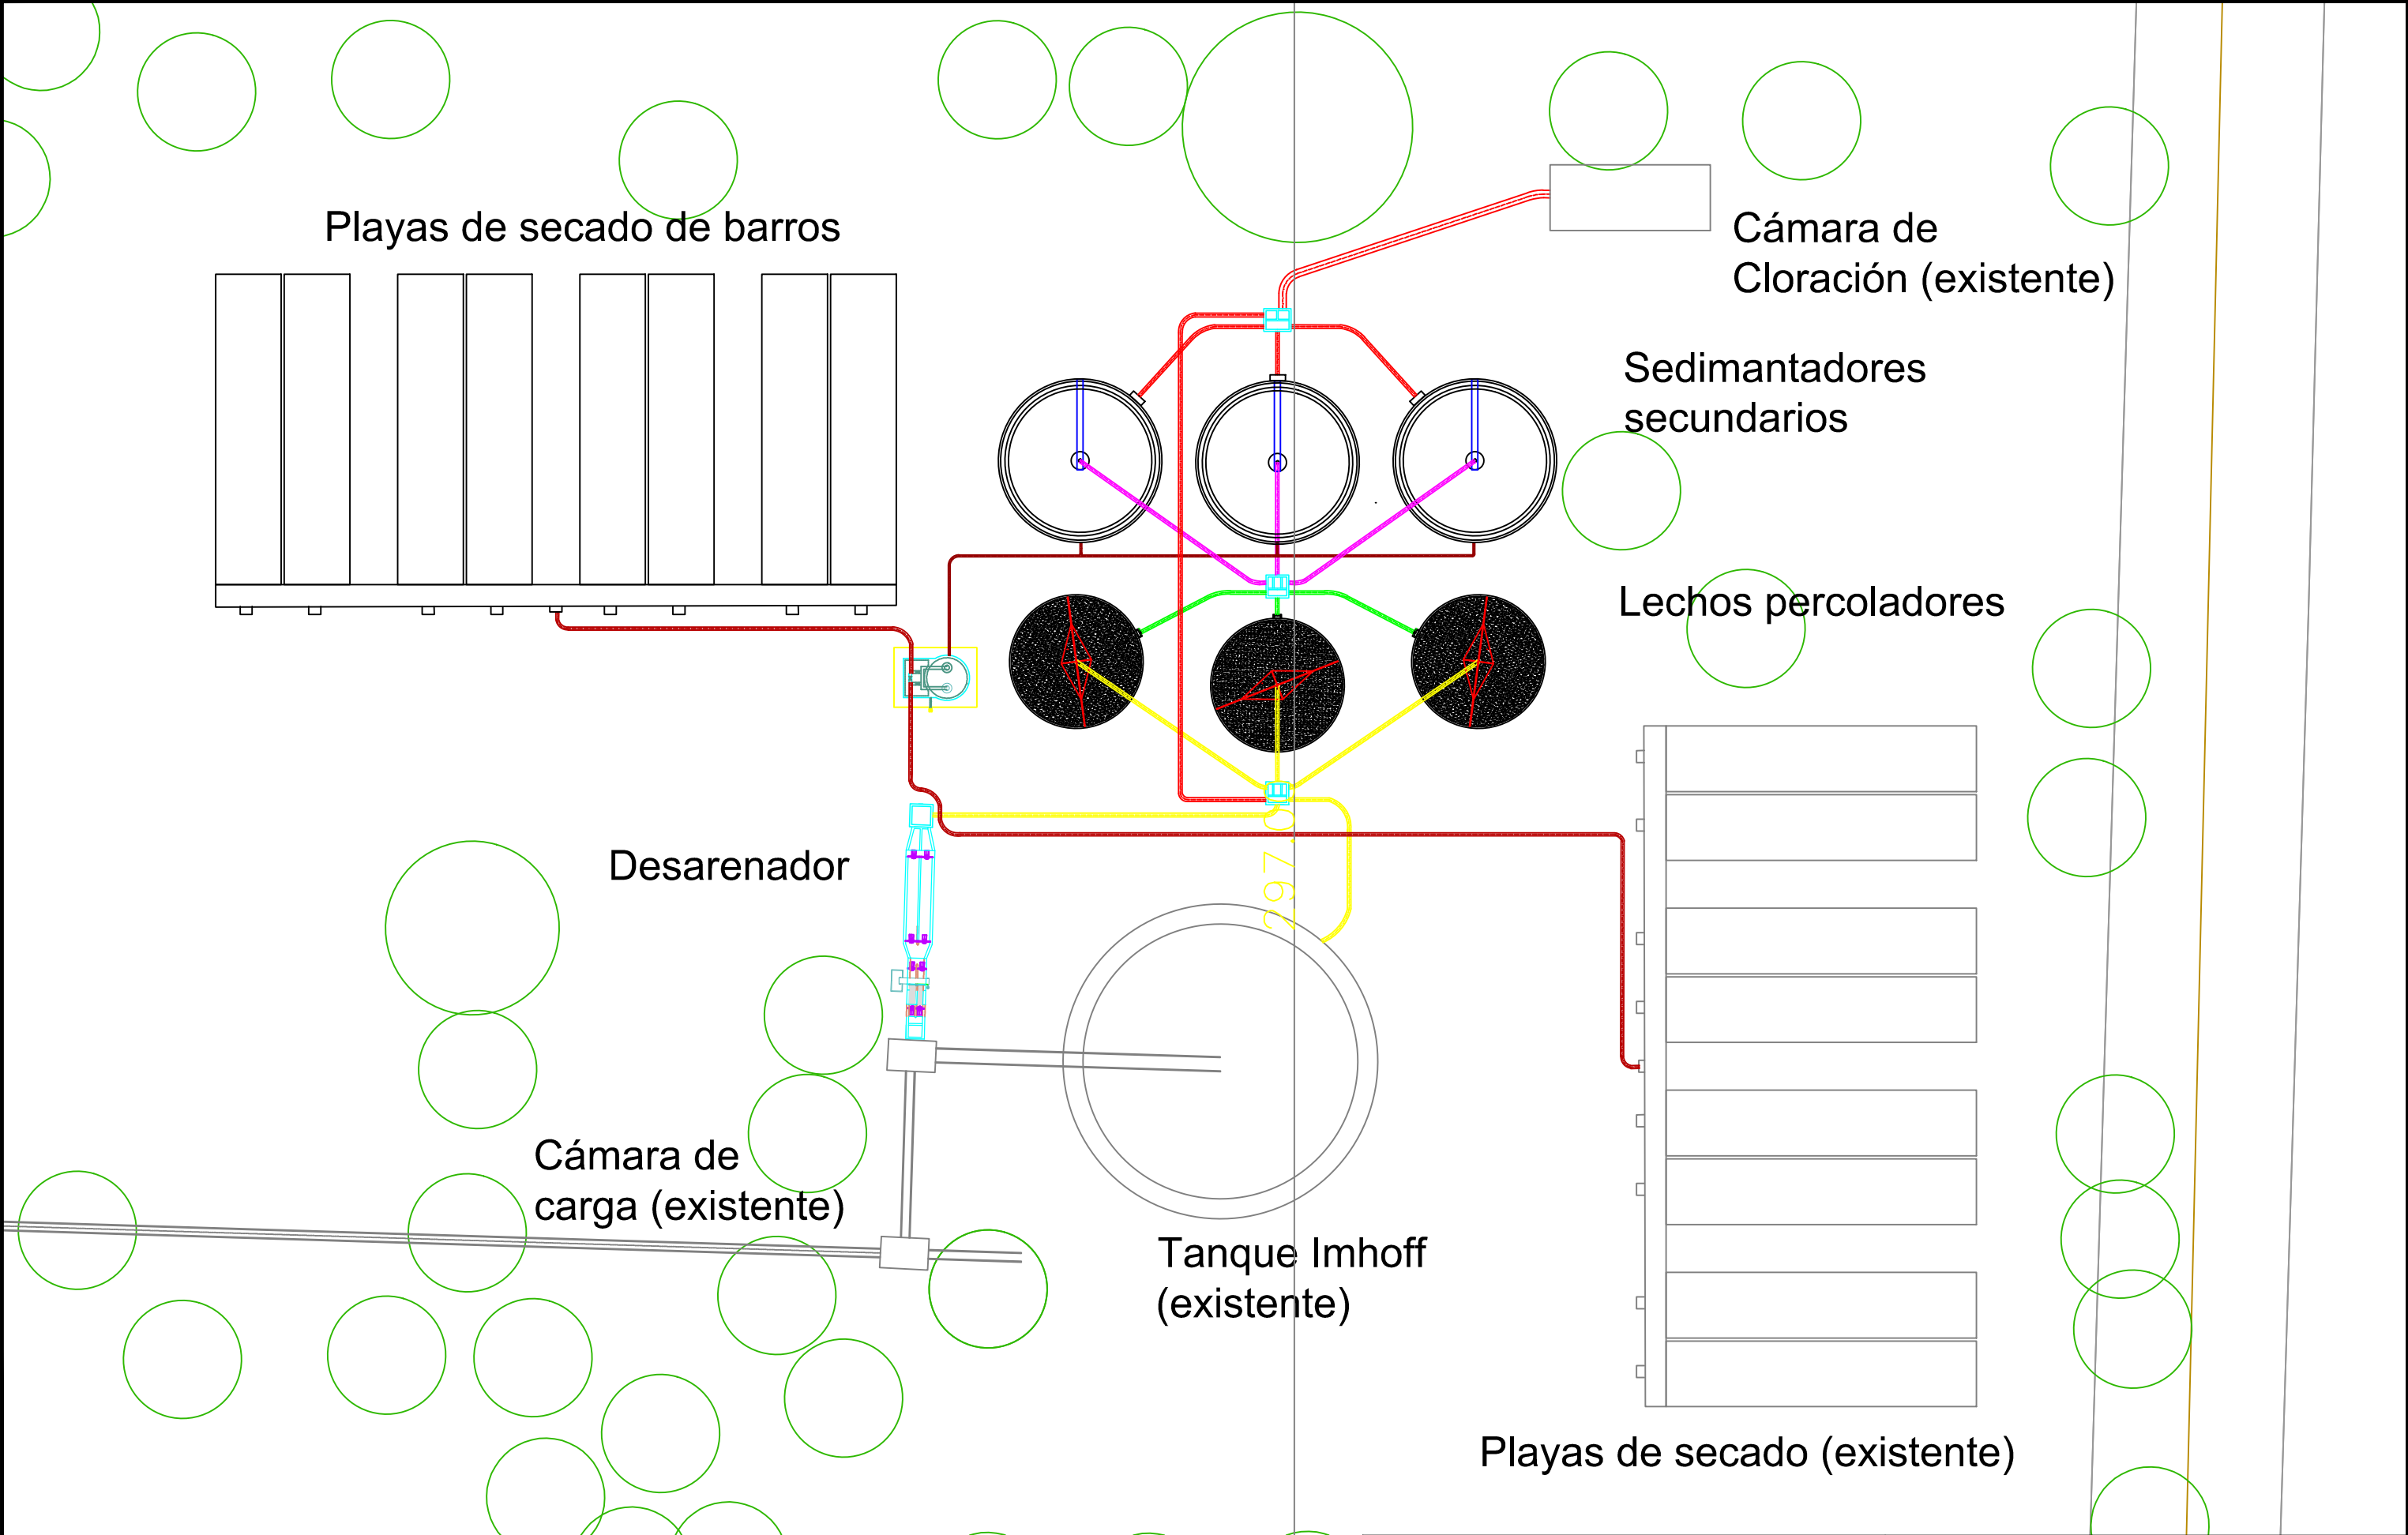 Playas de secado de barros
Cámara de
Cloración (existente)
Sedimantadores
secundarios
Lechos percoladores
Desarenador
Cámara de
carga (existente)
Tanque Imhoff
(existente)
Playas de secado (existente)